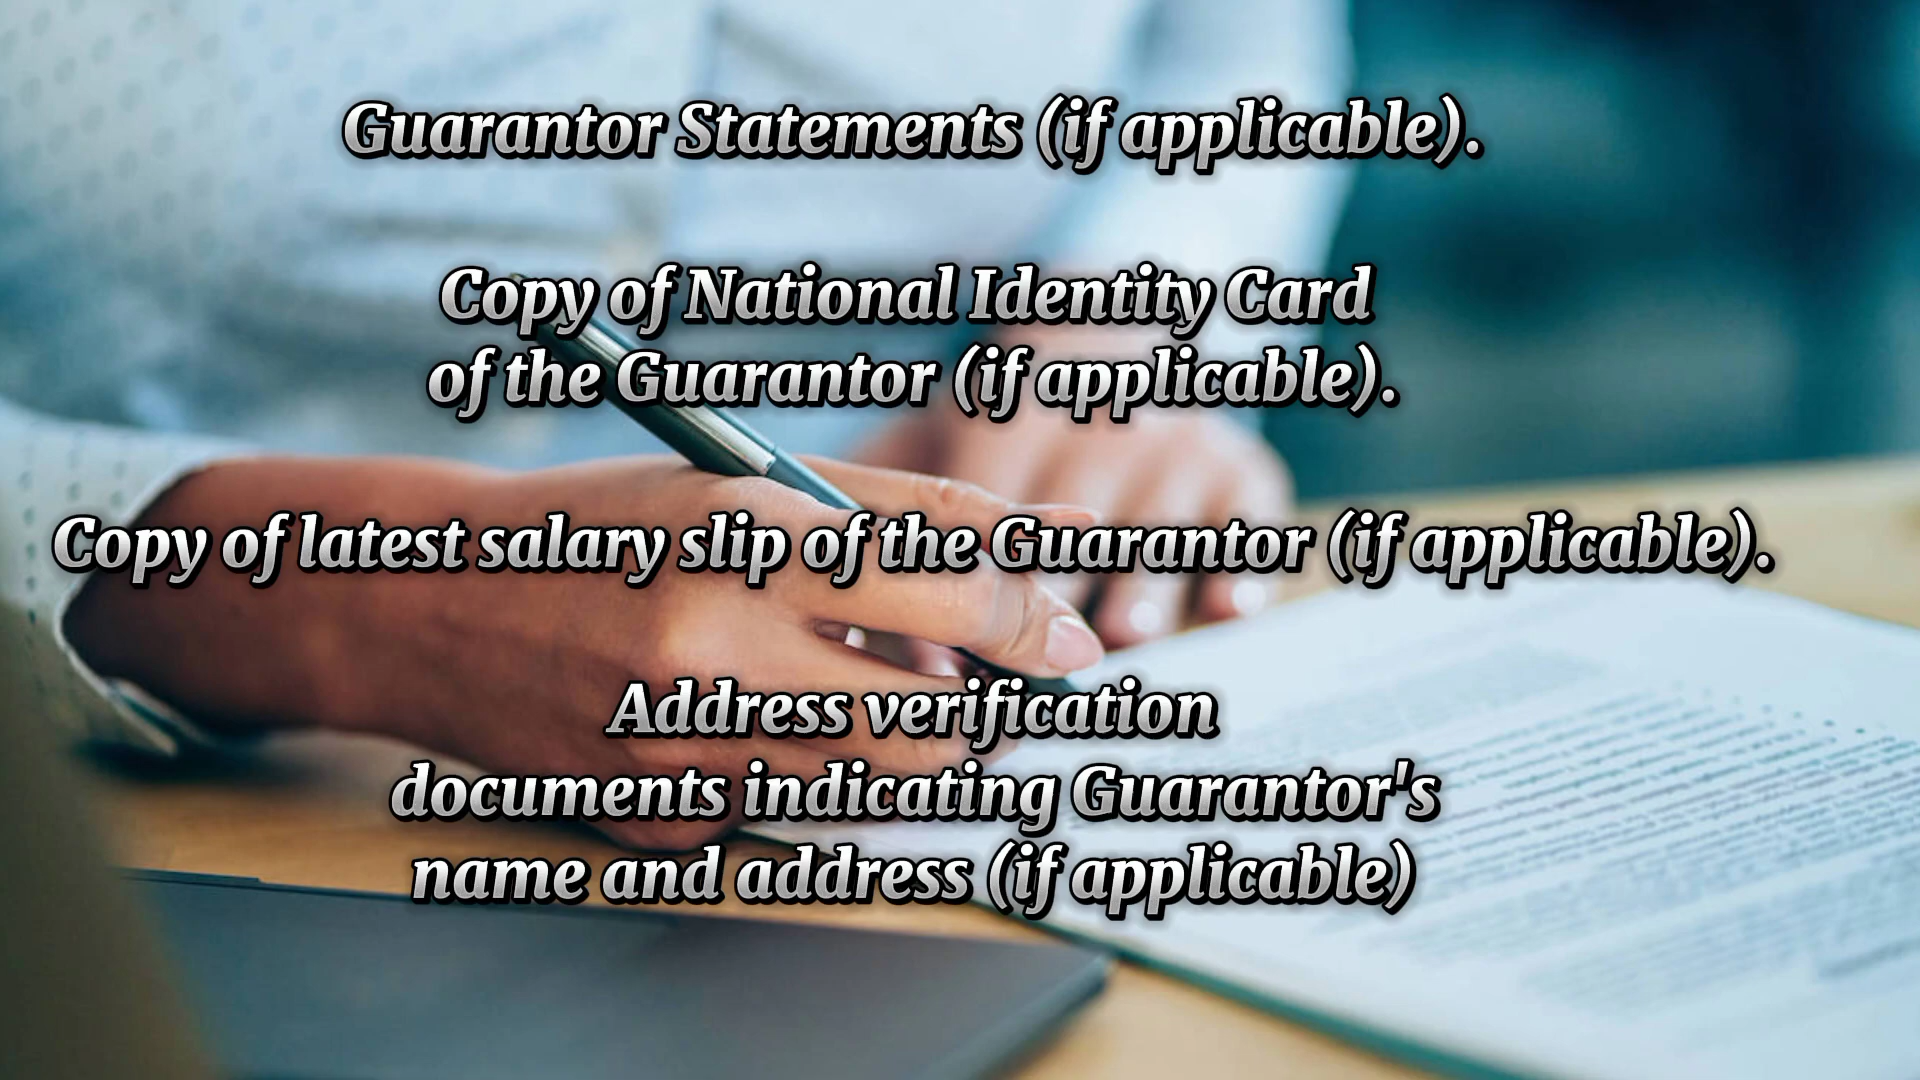 Guarantor Statements (if applicable).
Copy of National Identity Card
of the Guarantor (if applicable).
Copy of latest salary slip of the Guarantor (if applicable).
Address verification
documents indicating Guarantor's
name and address (if applicable)